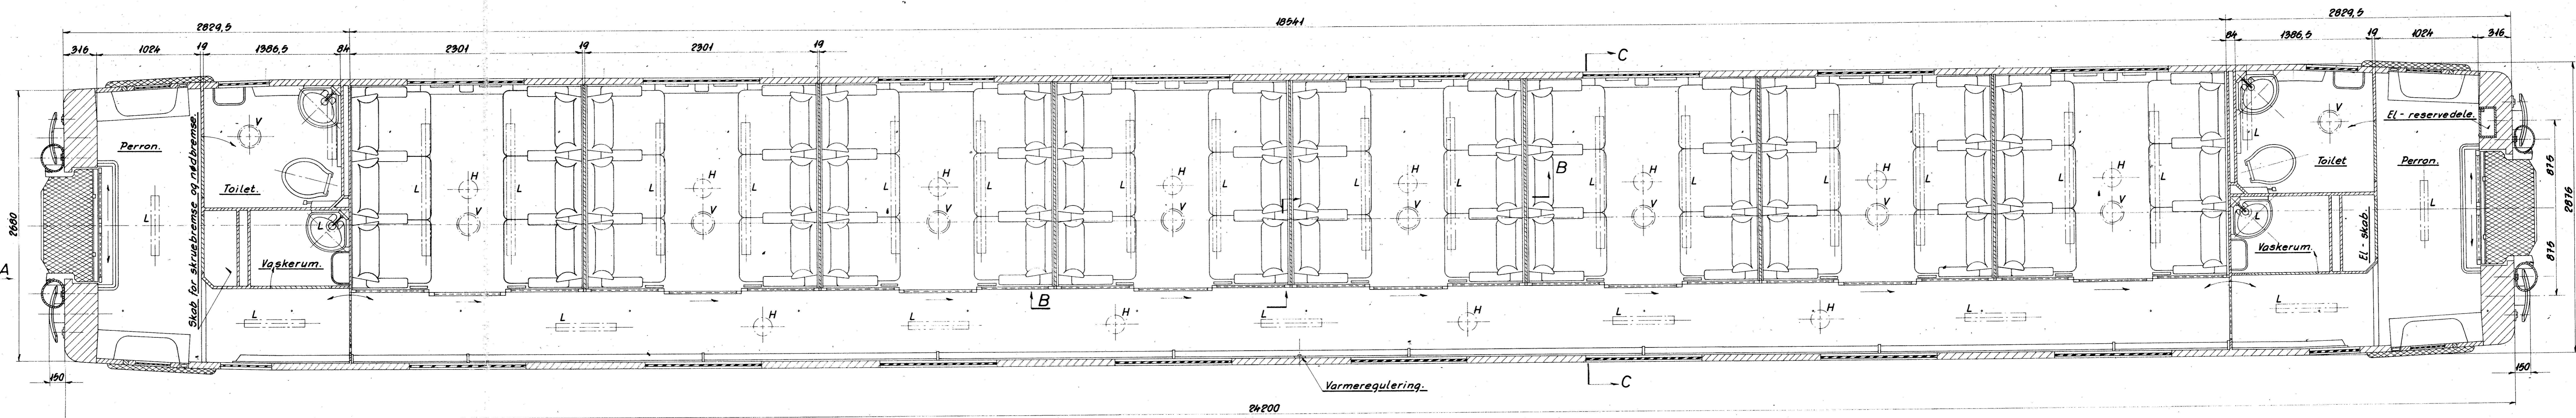 18541
2829,5
2829,5
316
1024
19
1386,5
84
2301
19
2301
19
C
84
1386,5
19
1024
316
Perron.
Skab for skruebremse og nødbremse.
V
Toilet.
L
L
Vaskerum.
L
2680
A
150
L
L
H
V
L
L
H
V
L
L
H
V
L
L
H
V
L
L
H
V
B
L
L
H
V
L
L
H
V
L
L
H
V
L
B
L
H
L
H
L
H
L
H
L
L
V
Toilet
El-reservedele.
Perron.
L
L
Vaskerum.
El-skab.
L
875
875
2876
150
Varmeregulering.
C
24200